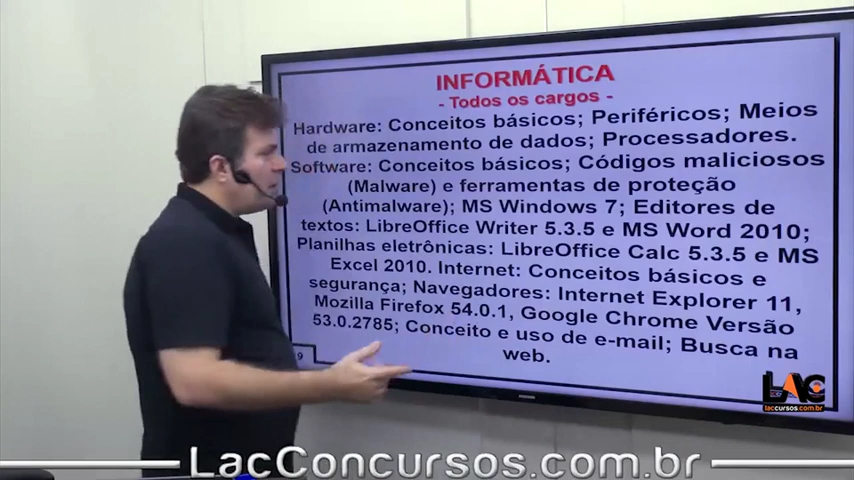 INFORMÁTICA
- Todos os cargos -
Hardware: Conceitos básicos; Periféricos; Meios
de armazenamento de dados; Processadores.
Software: Conceitos básicos; Códigos maliciosos
(Malware) e ferramentas de proteção
(Antimalware); MS Windows 7; Editores de
textos: LibreOffice Writer 5.3.5 e MS Word 2010;
Planilhas eletrônicas: LibreOffice Calc 5.3.5 e MS
Excel 2010. Internet: Conceitos básicos e
segurança; Navegadores: Internet Explorer 11,
Mozilla Firefox 54.0.1, Google Chrome Versão
53.0.2785; Conceito e uso de e-mail; Busca na
web.
9
LAC
laccursos.com.br
LacConcursos.com.br